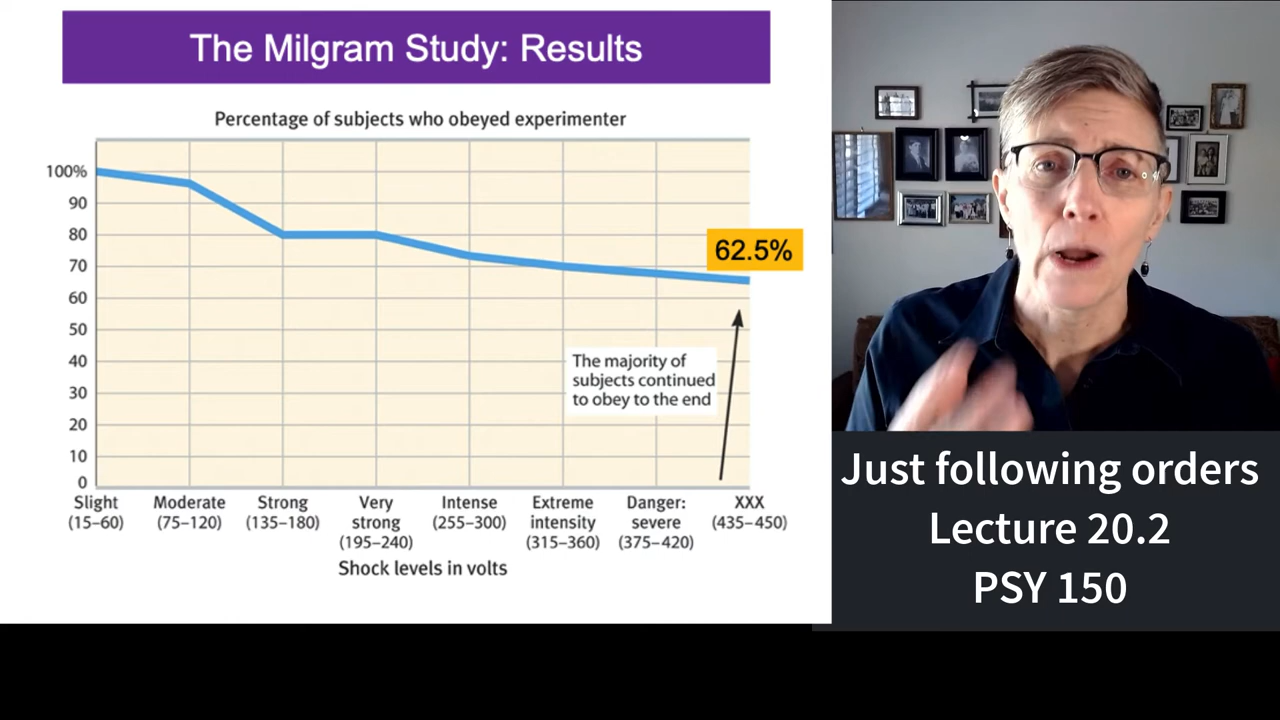 The Milgram Study: Results
Percentage of subjects who obeyed experimenter
100%
90
80
70
60
50
40
30
20
10
0
62.5%
The majority of
subjects continued
to obey to the end
Slight
(15–60)
Moderate
(75–120)
Strong
(135–180)
Very
strong
(195–240)
Intense
(255–300)
Extreme
intensity
(315–360)
Danger:
severe
(375–420)
XXX
(435–450)
Shock levels in volts
Just following orders
Lecture 20.2
PSY 150